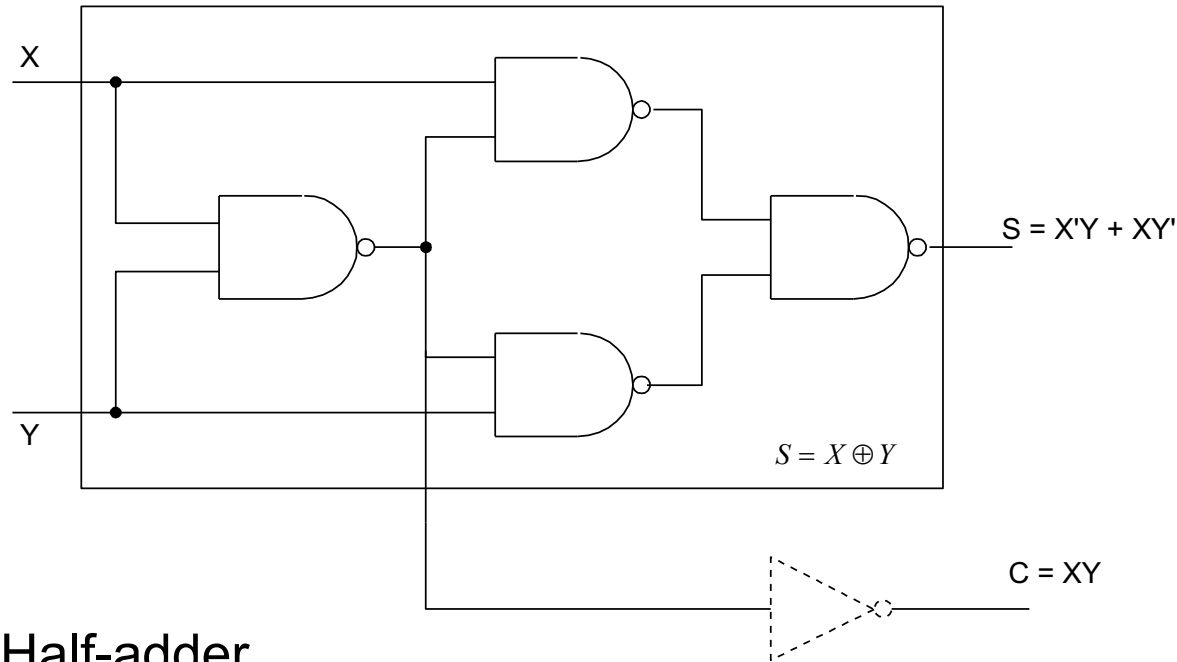 X
S = X'Y + XY'
Y
S = X ⊕ Y
C = XY
Half-adder